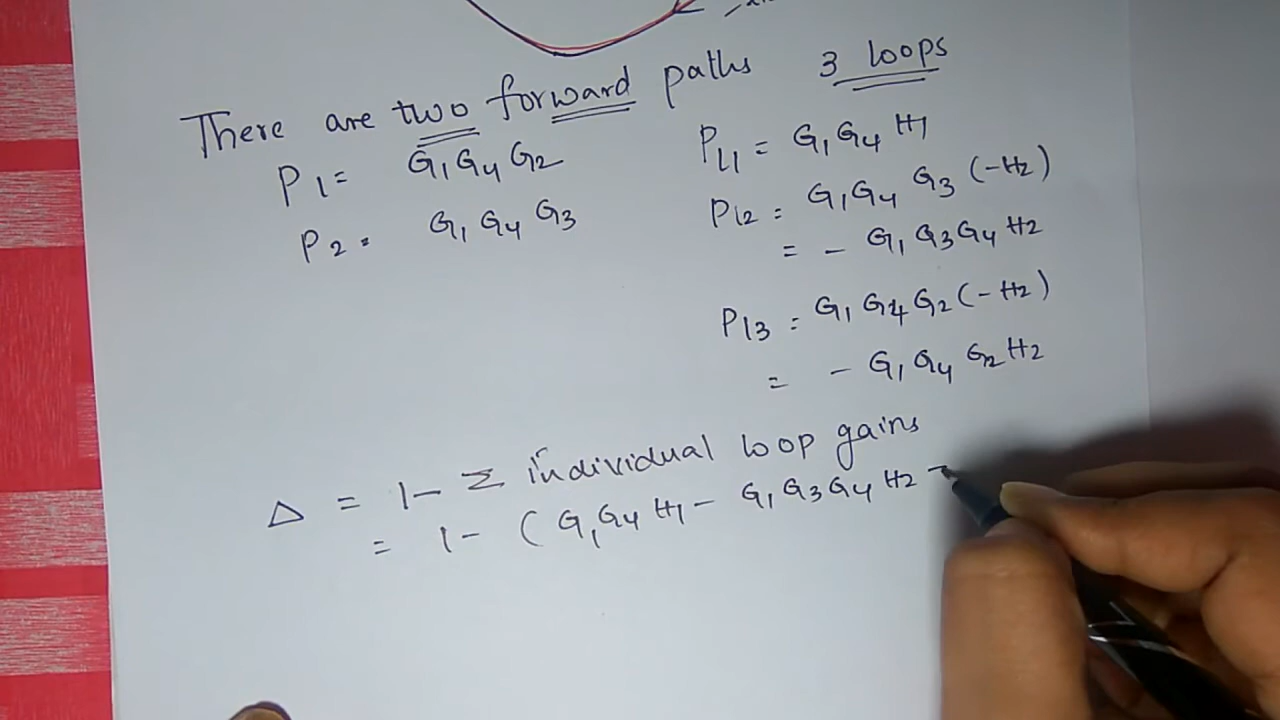 There are two forward paths 3 loops
P1 = G1G4G2
P2 = G1G4G3
PL1 = G1G4H1
PL2 = G1G4G3(-H2)
= - G1G3G4H2
PL3 = G1G4G2(-H2)
= - G1G4G2H2
Δ = 1- Σ individual loop gains
= 1- (G1G4H1 - G1G3G4H2 -